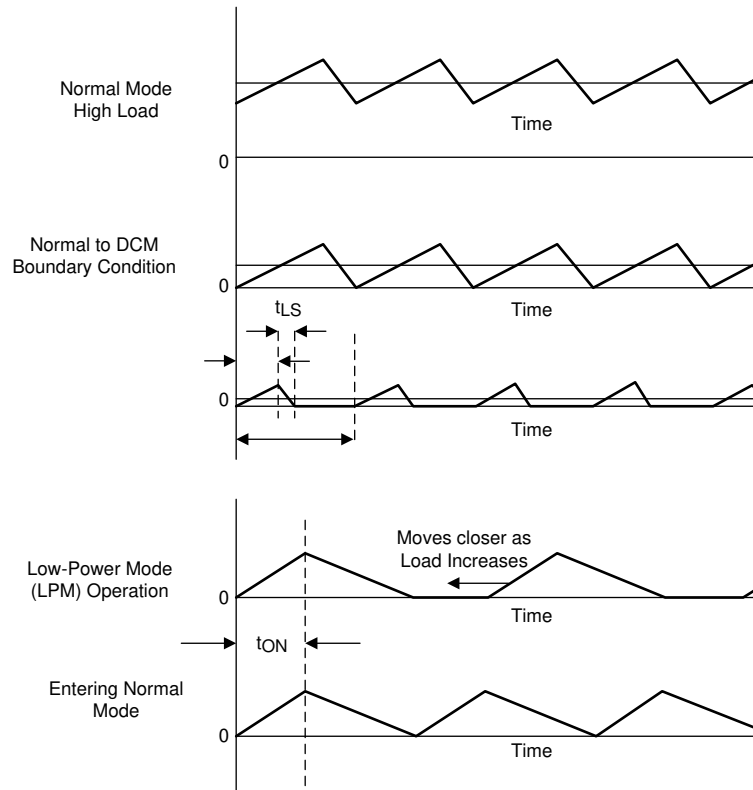 Normal Mode
High Load
Time
0
Normal to DCM
Boundary Condition
0
Time
tLS
0
Time
Moves closer as
Load Increases
Low-Power Mode
(LPM) Operation
0
Time
tON
Entering Normal
Mode
0
Time